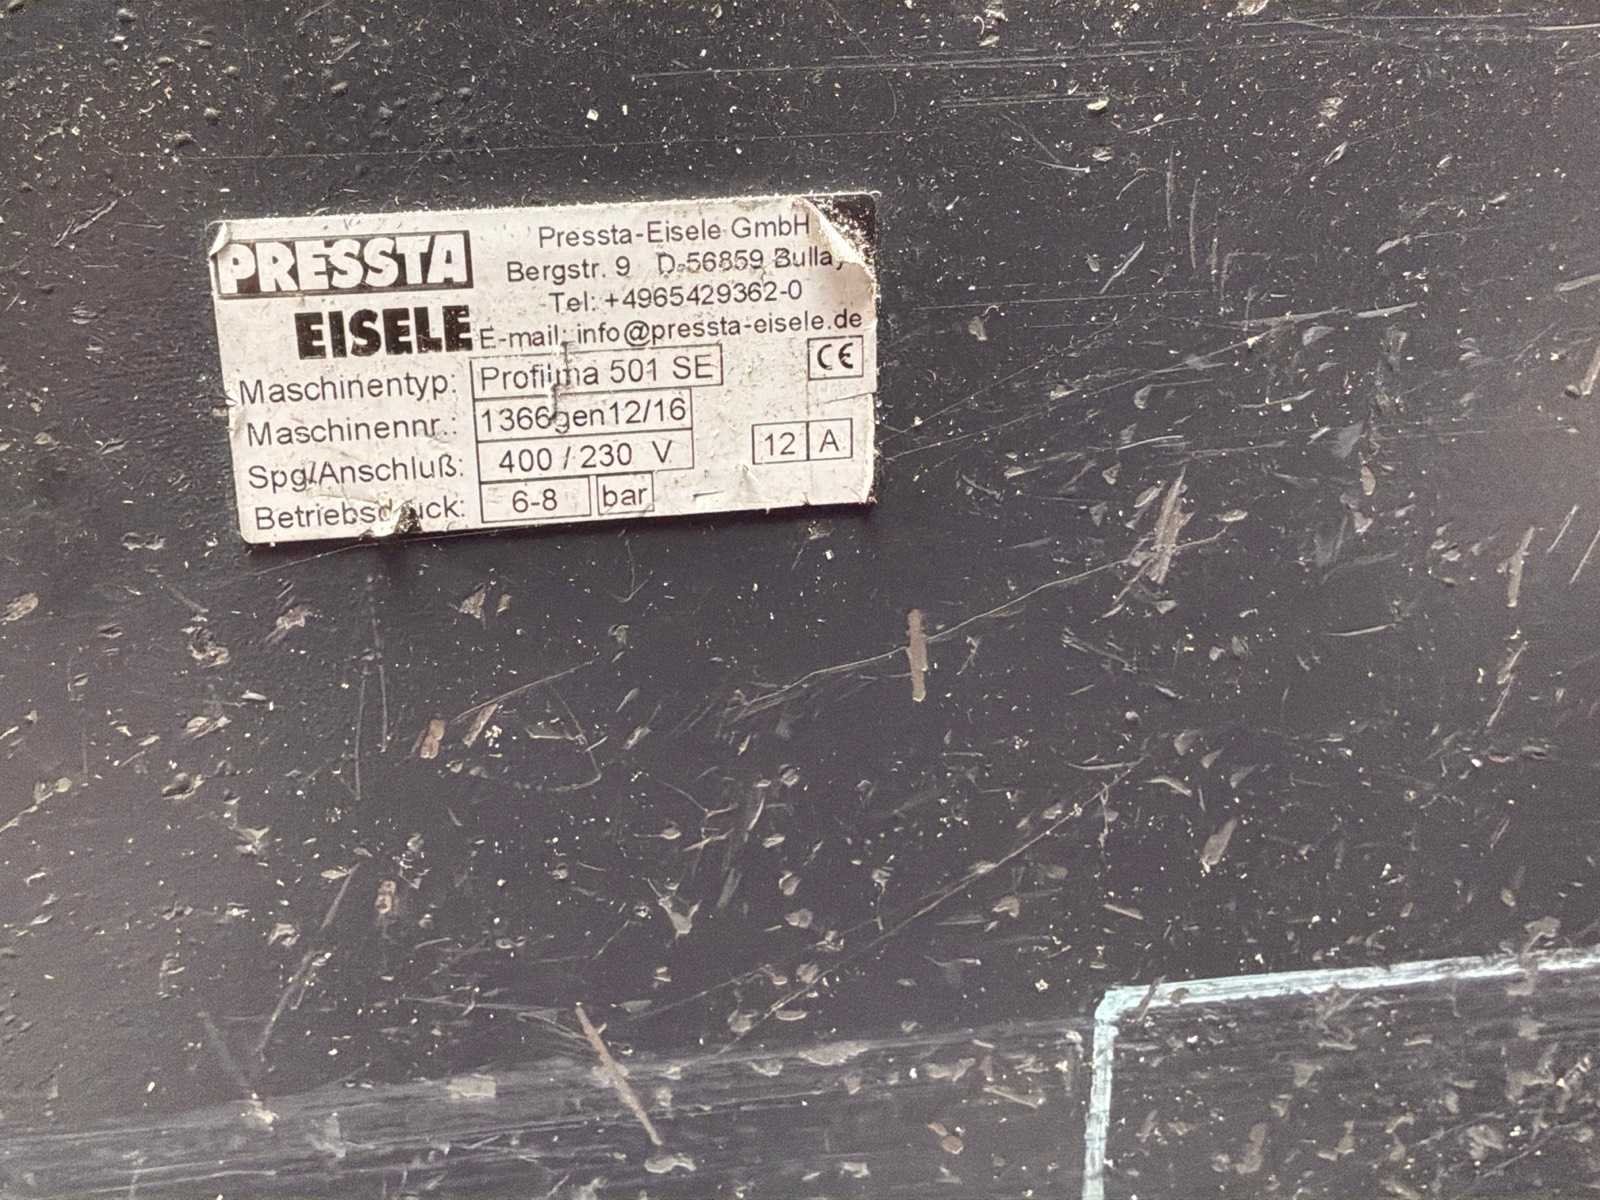 PRESSTA
EISELE
Pressta-Eisele GmbH
Bergstr. 9 D-56859 Bullay
Tel: +4965429362-0
E-mail: info@pressta-eisele.de
CE
Maschinentyp: Profilma 501 SE
Maschinennr.: 1366gen12/16
Spg/Anschluß: 400 / 230 V 12 A
Betriebsdruck: 6-8 bar